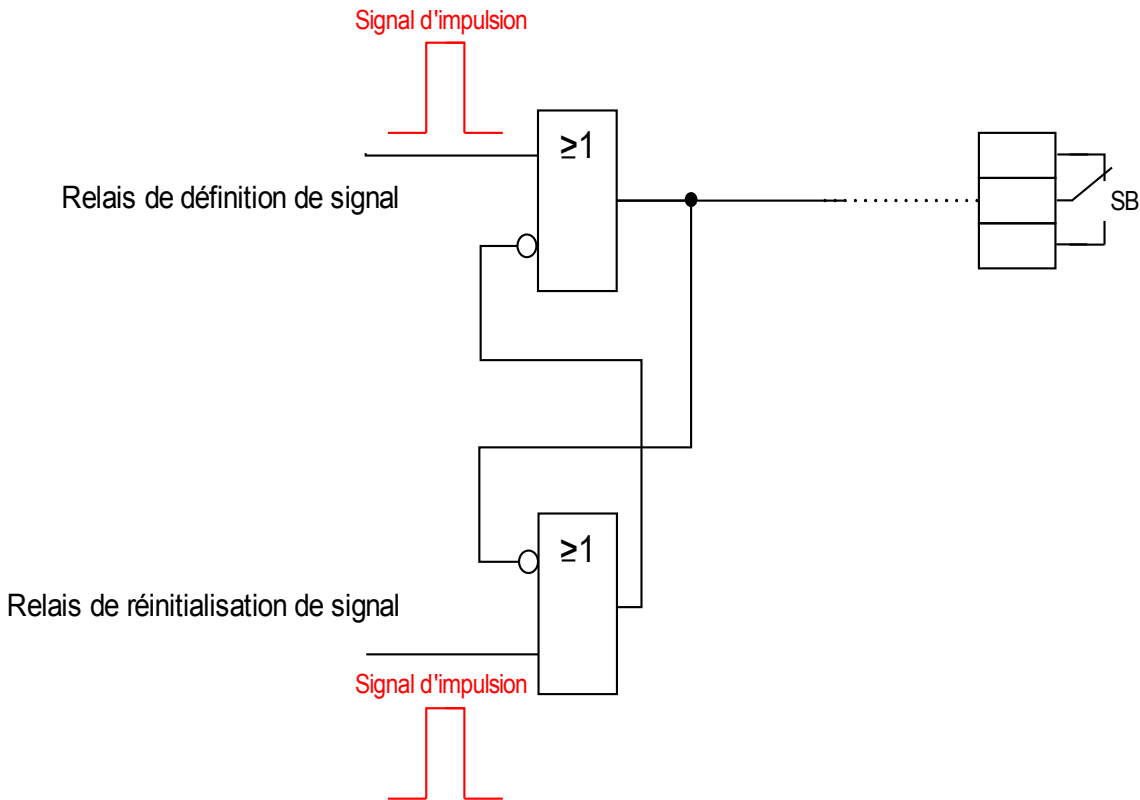 Signal d'impulsion
≥1
Relais de définition de signal
SB
≥1
Relais de réinitialisation de signal
Signal d'impulsion